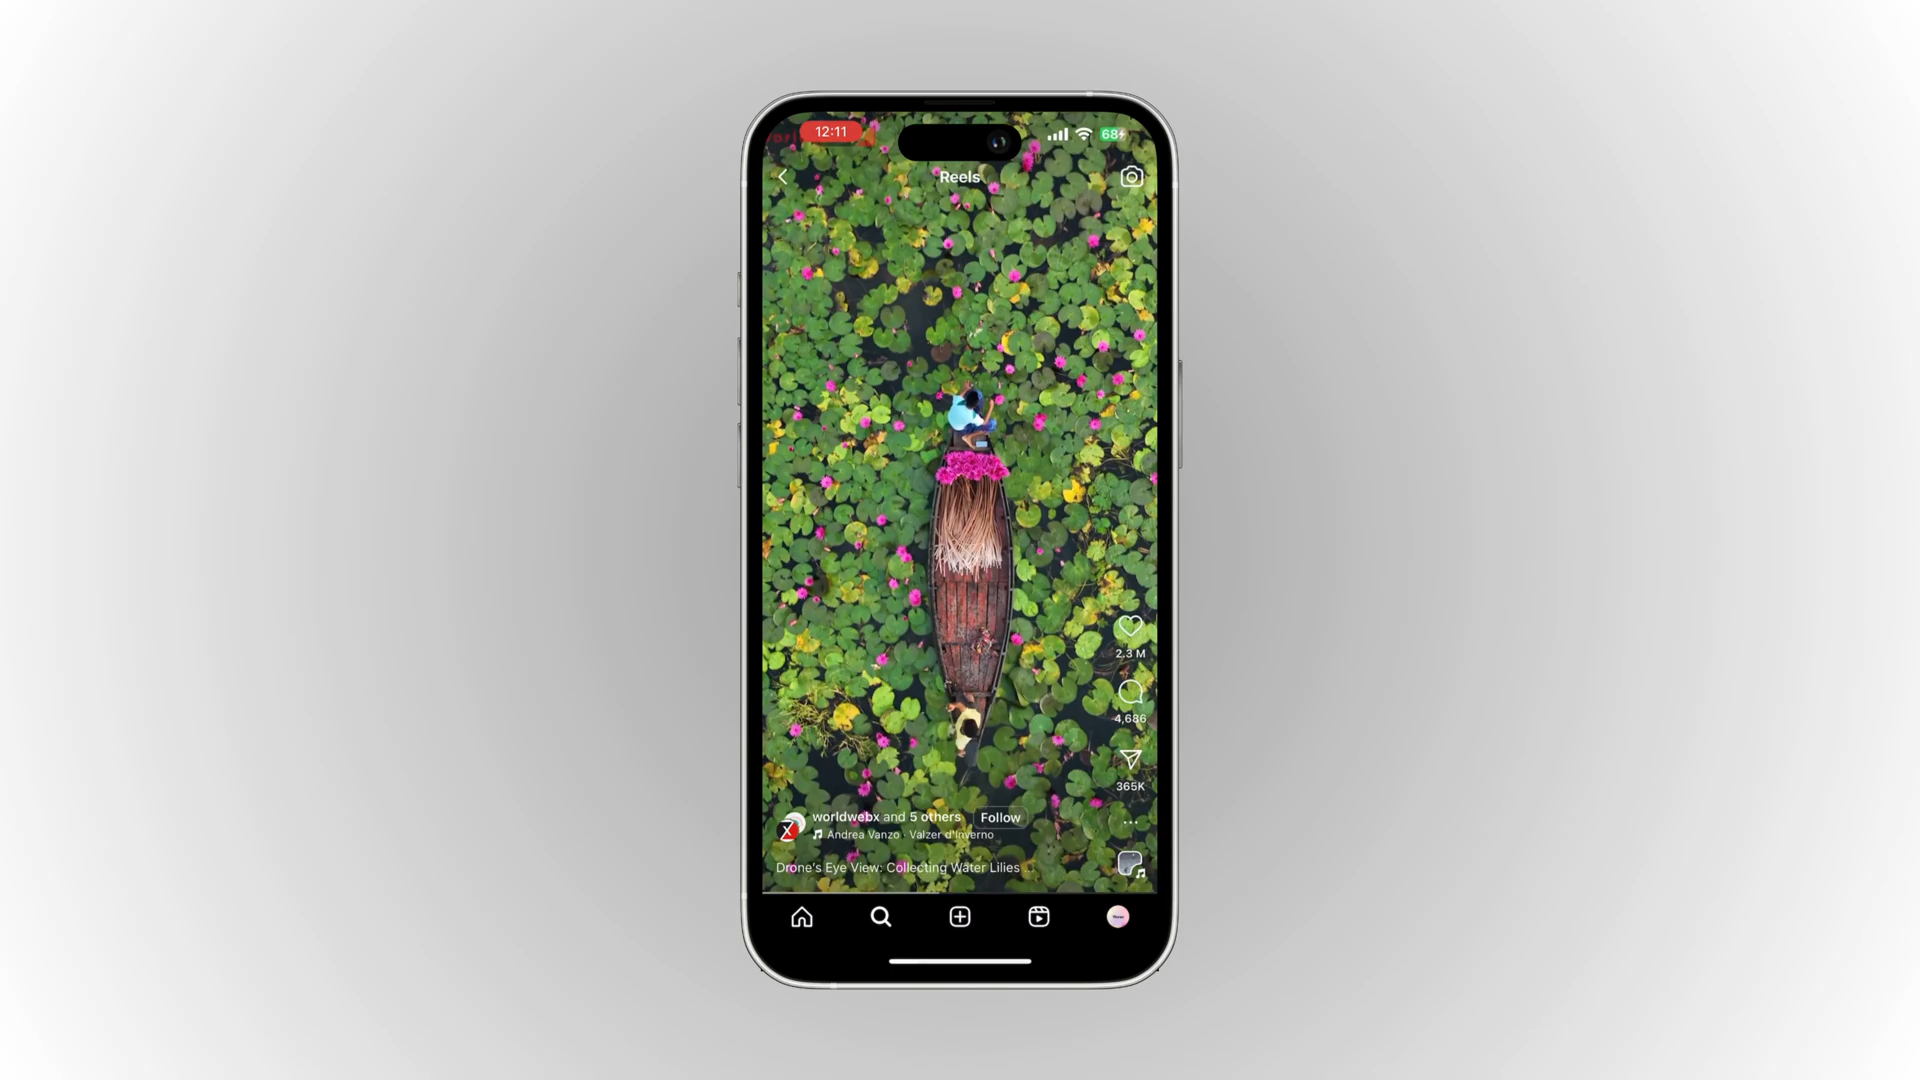 12:11
68
Reels
2.3 M
4,686
365K
worldwebx and 5 others Follow
Andrea Vanzo · Valzer d'Inverno
Drone's Eye View: Collecting Water Lilies ...